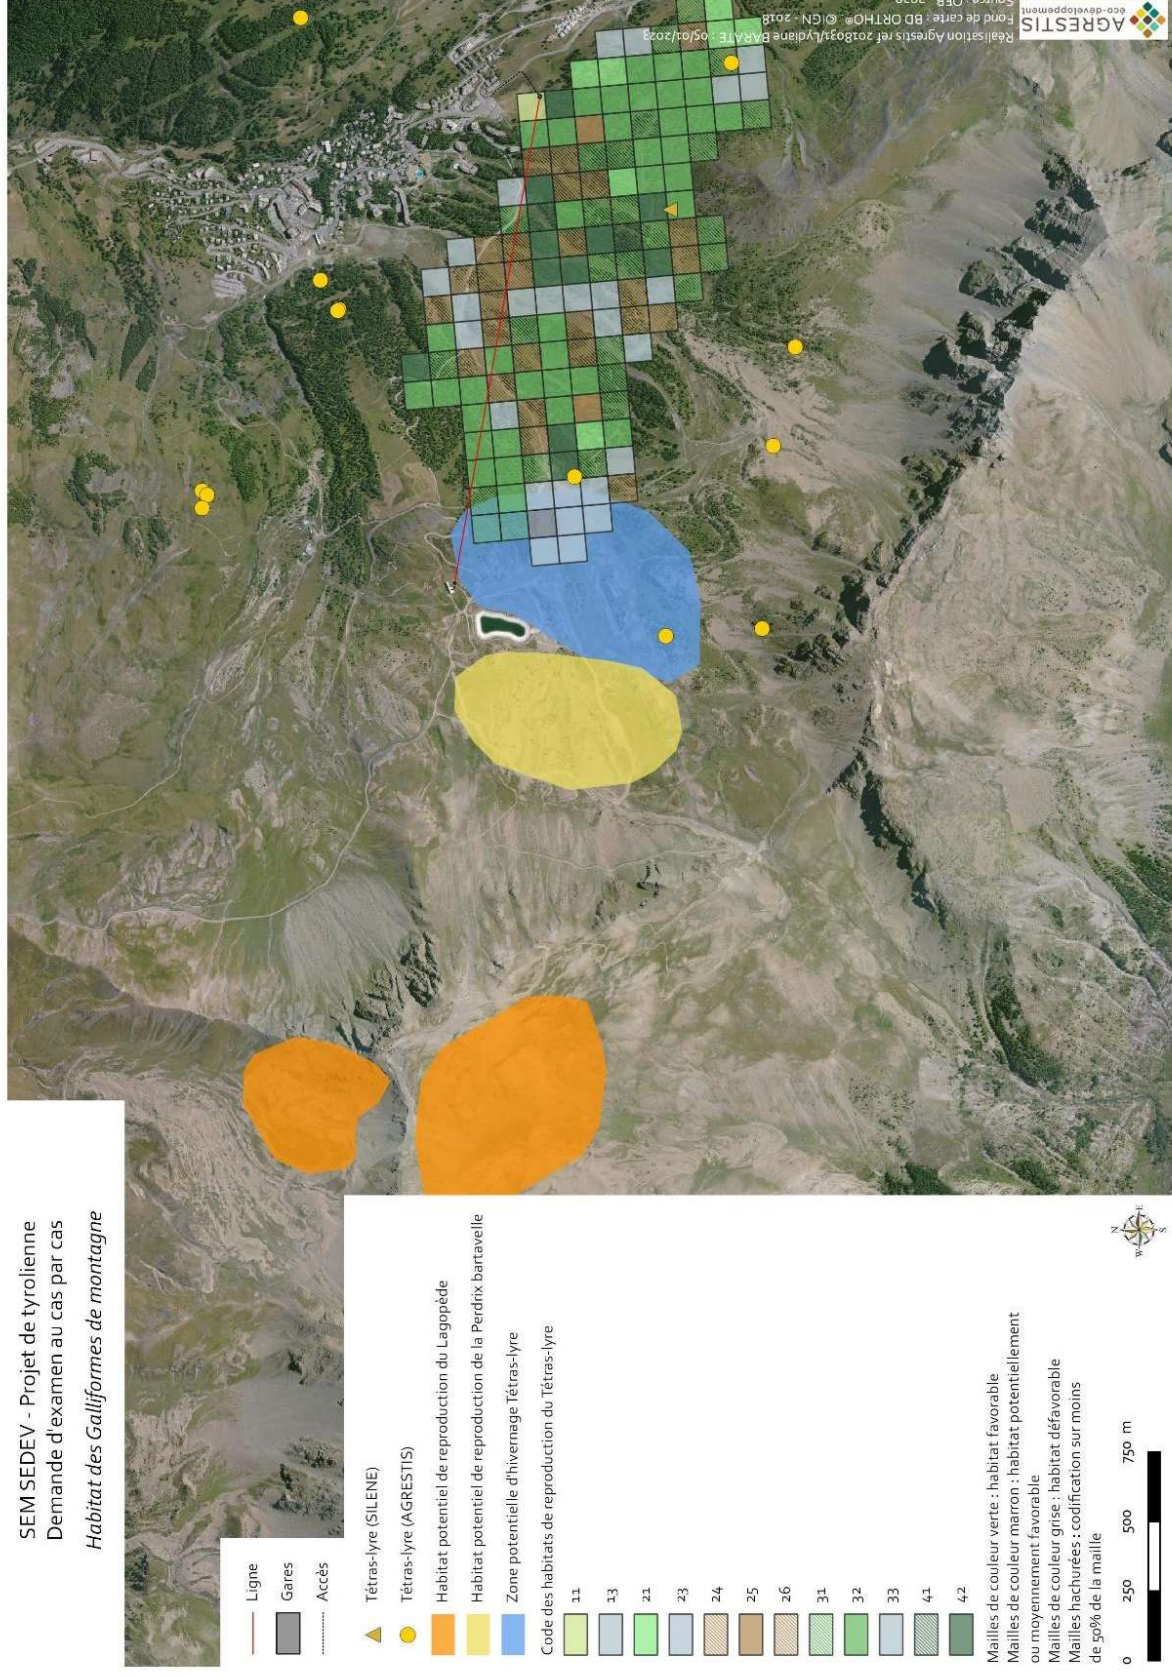 SEM SEDEV - Projet de tyrolienne
Demande d'examen au cas par cas
Habitat des Galliformes de montagne
Ligne
Gares
Accès
Tétras-lyre (SILENE)
Tétras-lyre (AGRESTIS)
Habitat potentiel de reproduction du Lagopède
Habitat potentiel de reproduction de la Perdrix bartavelle
Zone potentielle d'hivernage Tétras-lyre
Code des habitats de reproduction du Tétras-lyre
11
13
21
23
24
25
26
31
32
33
41
42
Mailles de couleur verte : habitat favorable
Mailles de couleur marron : habitat potentiellement
ou moyennement favorable
Mailles de couleur grise : habitat défavorable
Mailles hachurées : codification sur moins
de 50% de la maille
0 250 500 750 m
N
W E
S
Réalisation Agrestis ref 2018031/Lydiane BARATE : 05/01/2023
Fond de carte : BD ORTHO®. ©IGN - 2018
Source : OFB
AGRESTIS
éco-développement